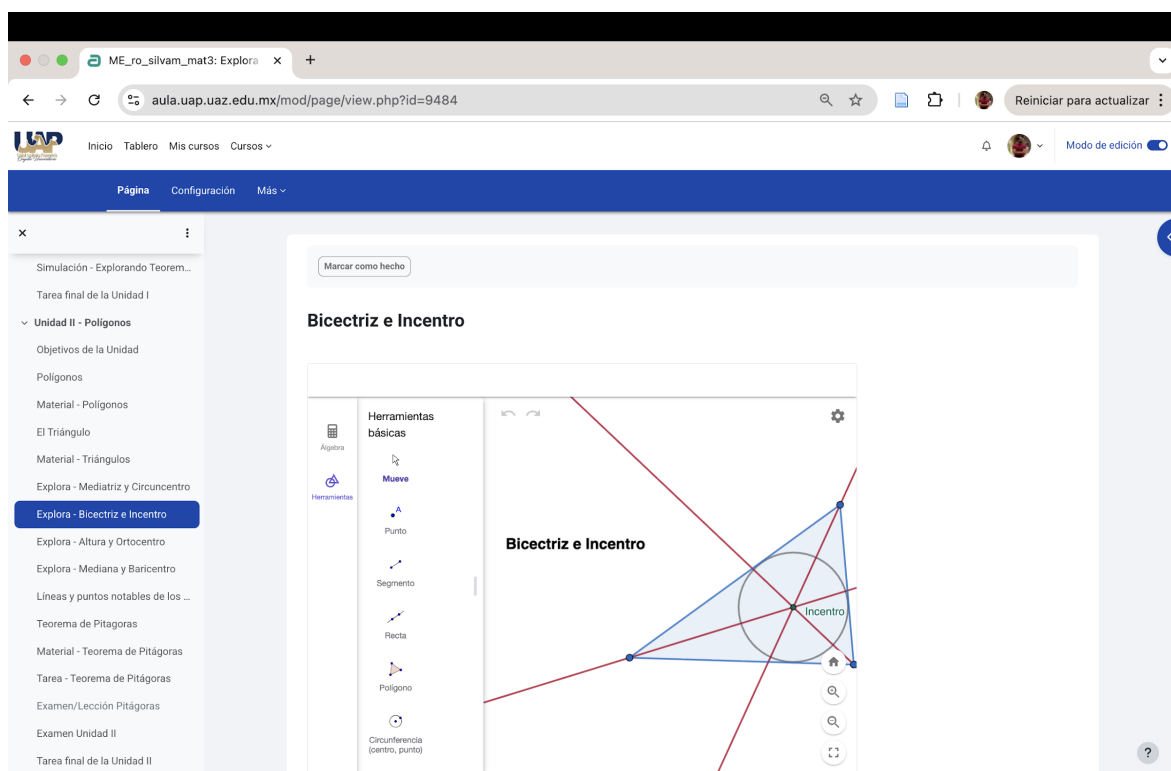 ME_ro_silvam_mat3: Explora
aula.uap.uaz.edu.mx/mod/page/view.php?id=9484
Reiniciar para actualizar
UAP
Inicio Tablero Mis cursos Cursos
Modo de edición
Página Configuración Más
Simulación - Explorando Teorem...
Tarea final de la Unidad I
Unidad II - Polígonos
Objetivos de la Unidad
Polígonos
Material - Polígonos
El Triángulo
Material - Triángulos
Explora - Mediatriz y Circuncentro
Explora - Bicectriz e Incentro
Explora - Altura y Ortocentro
Explora - Mediana y Baricentro
Líneas y puntos notables de los ...
Teorema de Pitagoras
Material - Teorema de Pitágoras
Tarea - Teorema de Pitágoras
Examen/Lección Pitágoras
Examen Unidad II
Tarea final de la Unidad II
Marcar como hecho
Bicectriz e Incentro
Álgebra
Herramientas
Herramientas
básicas
Mueve
A
Punto
Segmento
Recta
Polígono
Circunferencia
(centro, punto)
Bicectriz e Incentro
Incentro
?